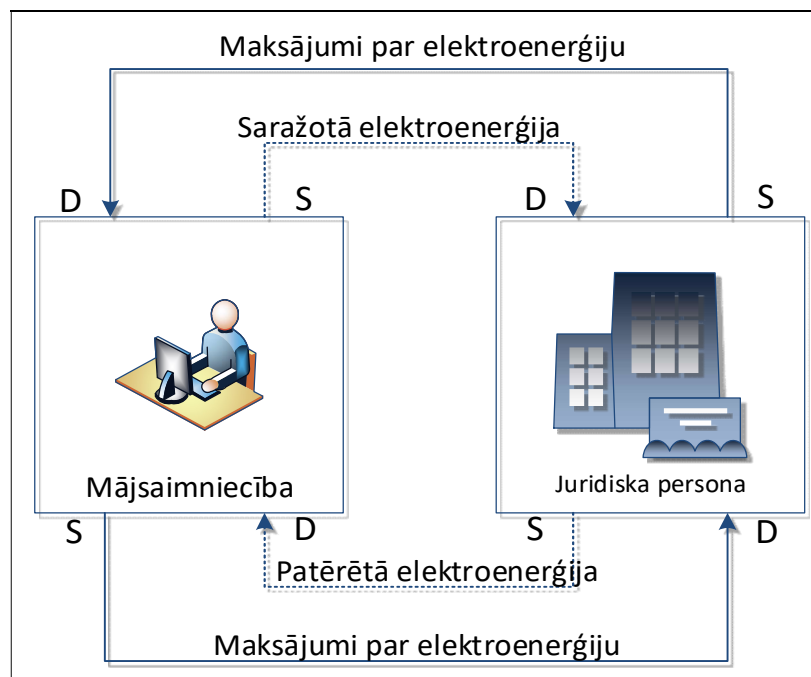 Maksājumi par elektroenerģiju
Saražotā elektroenerģija
D
S
D
S
Mājsaimniecība
Juridiska persona
S
D
S
D
Patērētā elektroenerģija
Maksājumi par elektroenerģiju